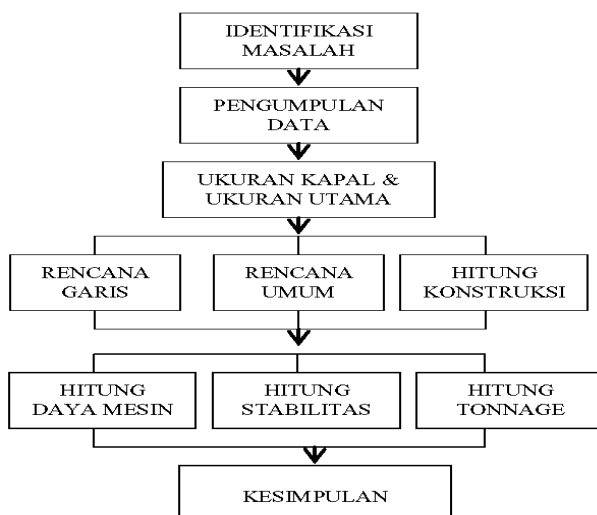 IDENTIFIKASI
MASALAH
PENGUMPULAN
DATA
UKURAN KAPAL &
UKURAN UTAMA
RENCANA
GARIS
RENCANA
UMUM
HITUNG
KONSTRUKSI
HITUNG
DAYA MESIN
HITUNG
STABILITAS
HITUNG
TONNAGE
KESIMPULAN